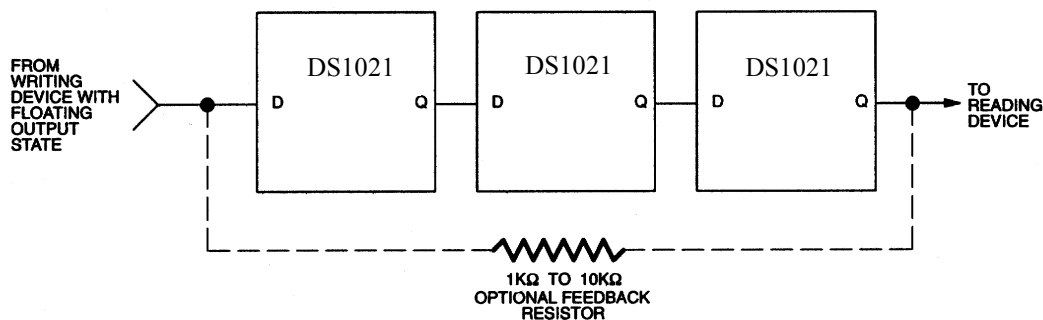 DS1021
DS1021
DS1021
FROM
WRITING
DEVICE WITH
FLOATING
OUTPUT
STATE
D
Q
D
Q
D
Q
TO
READING
DEVICE
1KΩ TO 10KΩ
OPTIONAL FEEDBACK
RESISTOR